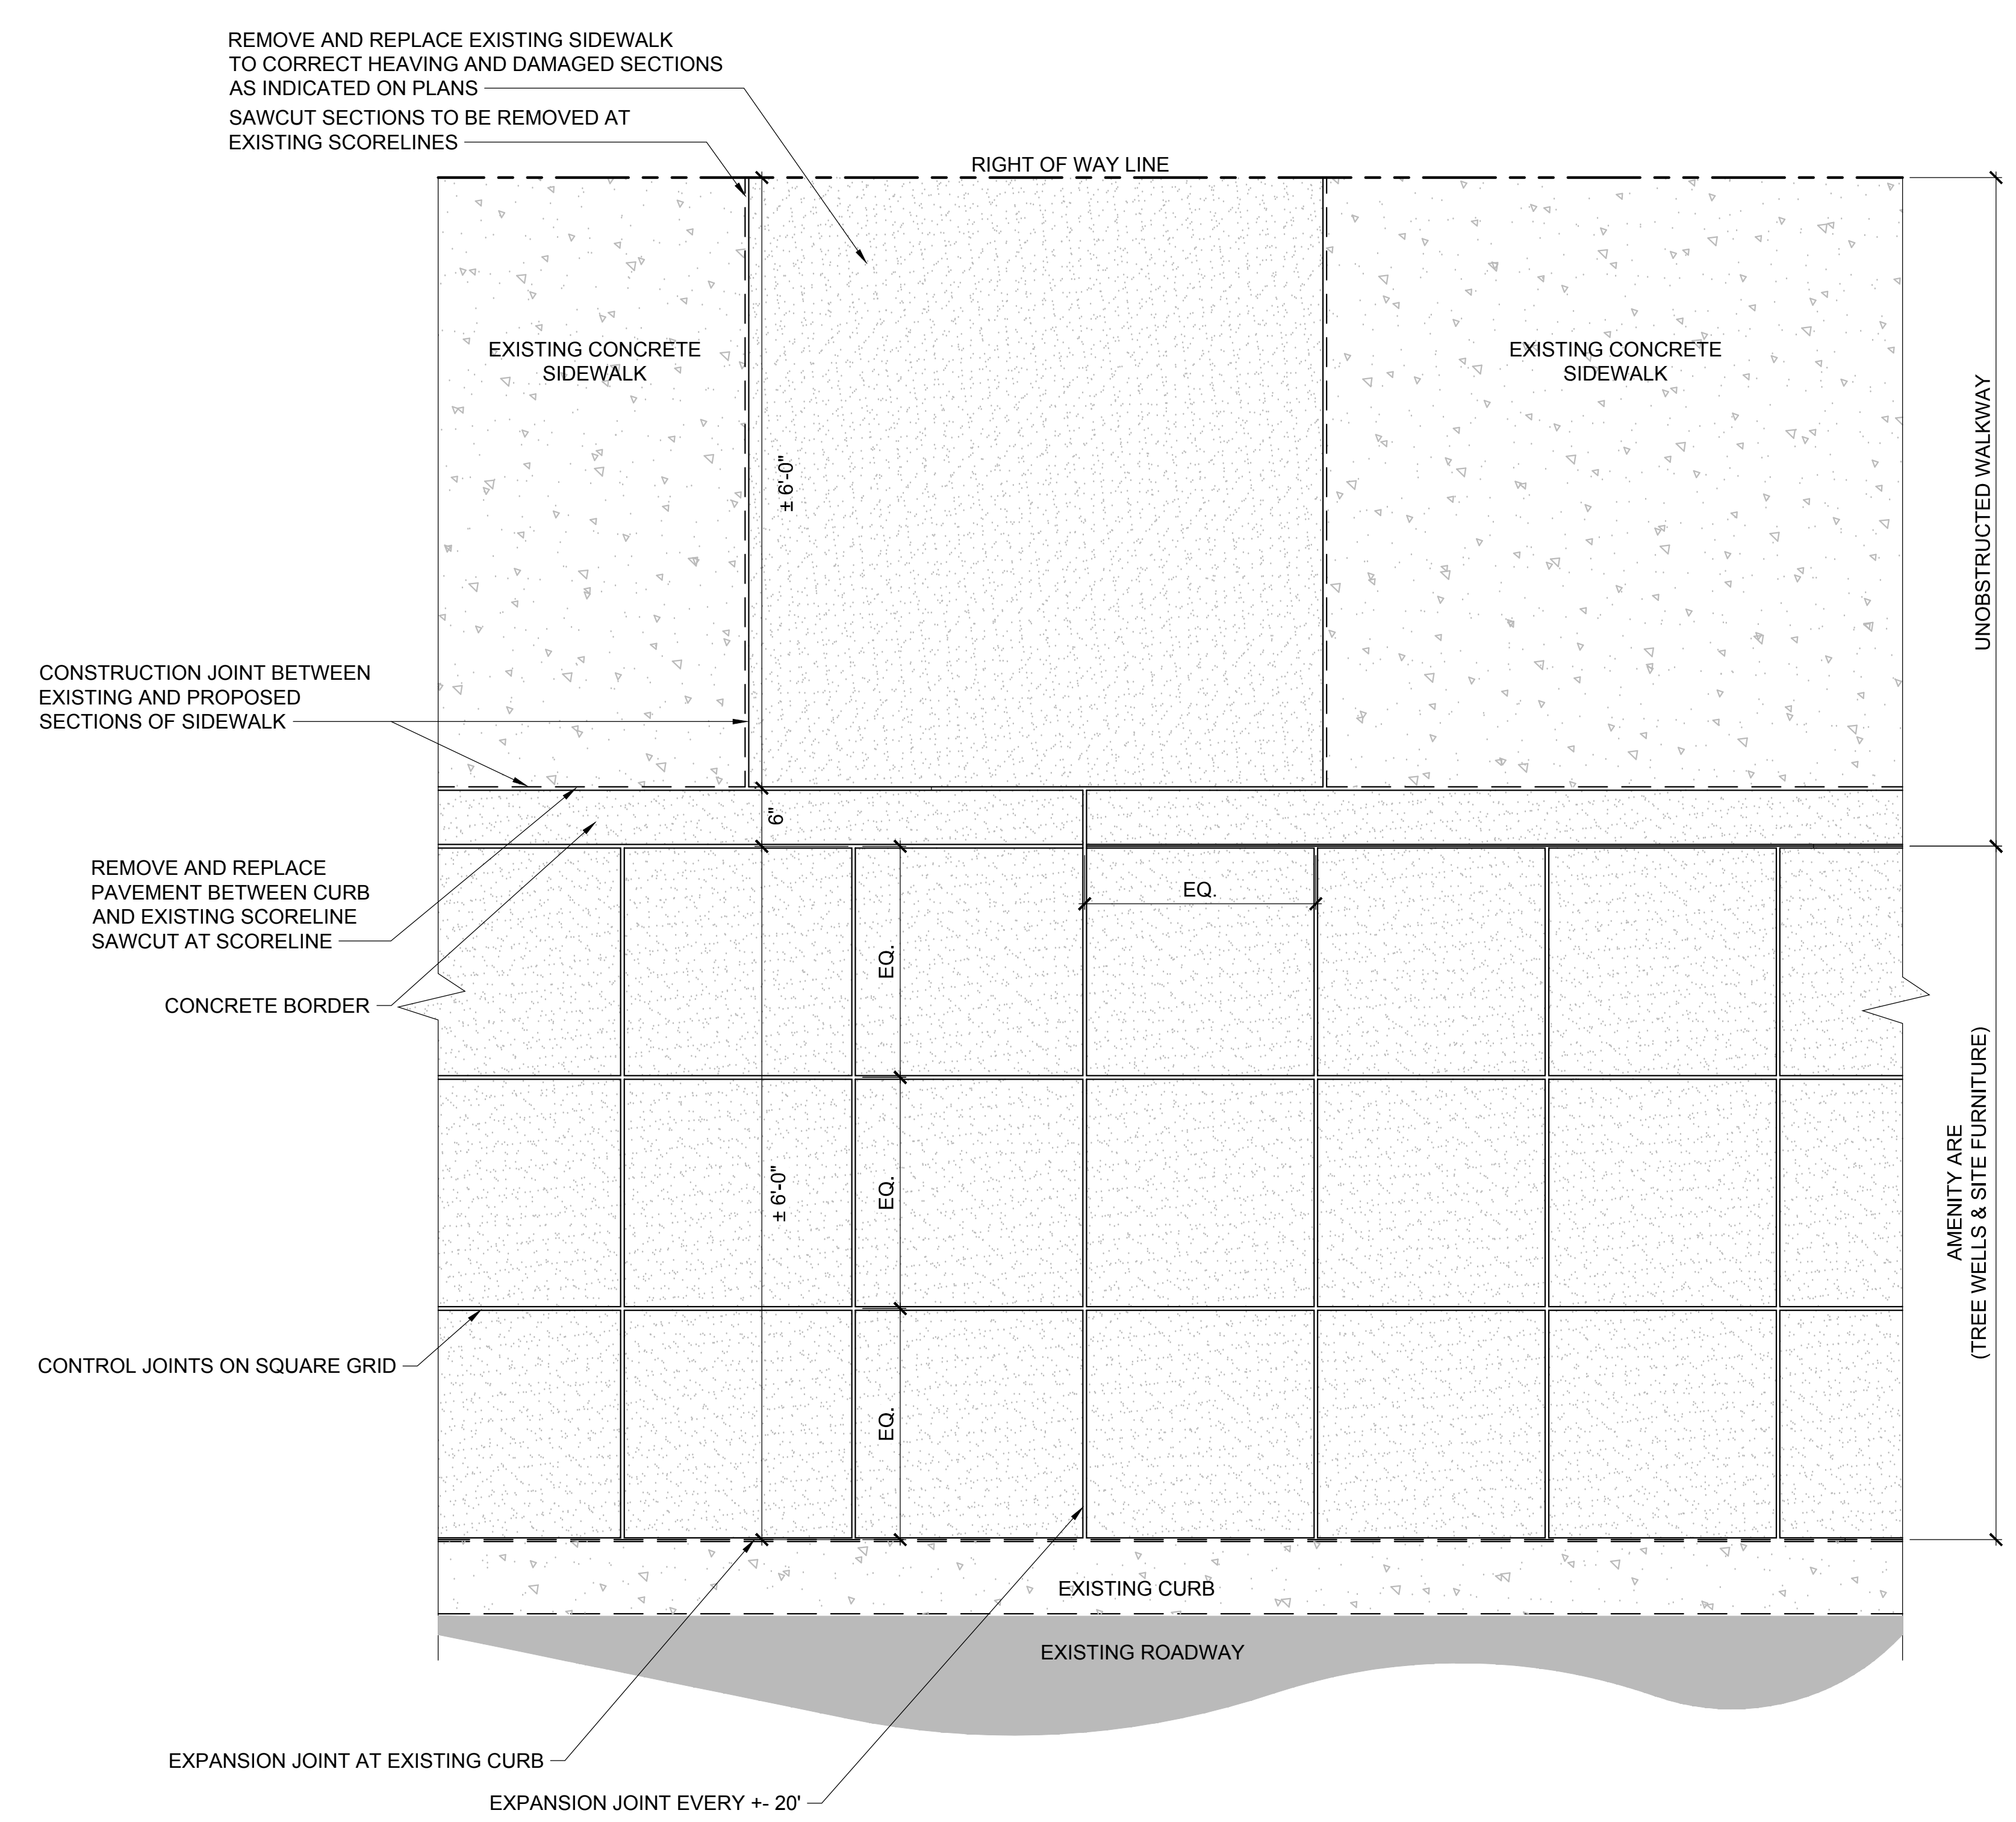 REMOVE AND REPLACE EXISTING SIDEWALK
TO CORRECT HEAVING AND DAMAGED SECTIONS
AS INDICATED ON PLANS
SAWCUT SECTIONS TO BE REMOVED AT
EXISTING SCORELINES
RIGHT OF WAY LINE
EXISTING CONCRETE
SIDEWALK
EXISTING CONCRETE
SIDEWALK
± 6'-0"
UNOBSTRUCTED WALKWAY
CONSTRUCTION JOINT BETWEEN
EXISTING AND PROPOSED
SECTIONS OF SIDEWALK
6"
REMOVE AND REPLACE
PAVEMENT BETWEEN CURB
AND EXISTING SCORELINE
SAWCUT AT SCORELINE
EQ.
EQ.
CONCRETE BORDER
± 6'-0"
EQ.
AMENITY ARE
(TREE WELLS & SITE FURNITURE)
CONTROL JOINTS ON SQUARE GRID
EQ.
EXISTING CURB
EXISTING ROADWAY
EXPANSION JOINT AT EXISTING CURB
EXPANSION JOINT EVERY +- 20'